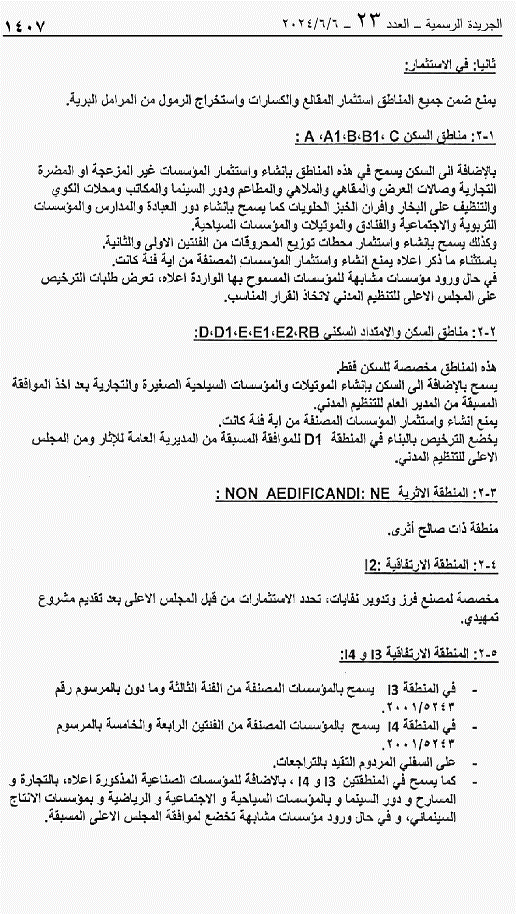 الجريدة الرسمية – العدد ٢٣ – ٢٠٢٤/٦/٦
١٤٠٧
ثانيا: في الاستثمار:
يمنع ضمن جميع المناطق استثمار المقالع والكسارات واستخراج الرمول من المرامل البرية.
٢-١: مناطق السكن A ،A1،B،B1، C :
بالإضافة الى السكن يسمح في هذه المناطق بإنشاء واستثمار المؤسسات غير المزعجة او المضرة
التجارية وصالات العرض والمقاهي والملاهي والمطاعم ودور السينما والمكاتب ومحلات الكوي
والتنظيف على البخار وافران الخبز الحلويات كما يسمح بإنشاء دور العبادة والمدارس والمؤسسات
التربوية والاجتماعية والفنادق والموتيلات والمؤسسات السياحية.
وكذلك يسمح بإنشاء واستثمار محطات توزيع المحروقات من الفئتين الاولى والثانية.
باستثناء ما ذكر اعلاه يمنع انشاء واستثمار المؤسسات المصنفة من اية فئة كانت.
في حال ورود مؤسسات مشابهة للمؤسسات المسموح بها الواردة اعلاه، تعرض طلبات الترخيص
على المجلس الاعلى للتنظيم المدني لاتخاذ القرار المناسب.
٢-٢: مناطق السكن والامتداد السكني D،D1،E،E1،E2،RB:
هذه المناطق مخصصة للسكن فقط.
يسمح بالإضافة الى السكن بإنشاء الموتيلات والمؤسسات السياحية الصغيرة والتجارية بعد اخذ الموافقة
المسبقة من المدير العام للتنظيم المدني.
يمنع انشاء واستثمار المؤسسات المصنفة من اية فئة كانت.
يخضع الترخيص بالبناء في المنطقة D1 للموافقة المسبقة من المديرية العامة للإثار ومن المجلس
الاعلى للتنظيم المدني.
٢-٣: المنطقة الاثرية NON AEDIFICANDI: NE :
منطقة ذات صالح أثري.
٢-٤: المنطقة الارتفاقية I2:
مخصصة لمصنع فرز وتدوير نفايات، تحدد الاستثمارات من قبل المجلس الاعلى بعد تقديم مشروع
تمهيدي.
٢-٥: المنطقة الارتفاقية I3 و I4:
- في المنطقة I3 يسمح بالمؤسسات المصنفة من الفئة الثالثة وما دون بالمرسوم رقم
٢٠٠١/٥٢٤٣.
- في المنطقة I4 يسمح بالمؤسسات المصنفة من الفئتين الرابعة والخامسة بالمرسوم
٢٠٠١/٥٢٤٣.
- على السفلي المردوم التقيد بالتراجعات.
- كما يسمح في المنطقتين I3 و I4 ، بالاضافة للمؤسسات الصناعية المذكورة اعلاه، بالتجارة و
المسارح و دور السينما و بالمؤسسات السياحية و الاجتماعية و الرياضية و بمؤسسات الانتاج
السينمائي، و في حال ورود مؤسسات مشابهة تخضع لموافقة المجلس الاعلى المسبقة.